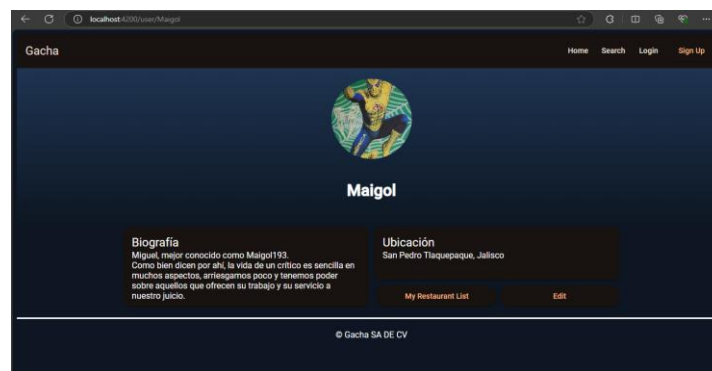 localhost:4200/user/Maigol
Gacha
Home Search Login Sign Up
Maigol
Biografía
Miguel, mejor conocido como Maigol193.
Como bien dicen por ahí, la vida de un crítico es sencilla en
muchos aspectos, arriesgamos poco y tenemos poder
sobre aquellos que ofrecen su trabajo y su servicio a
nuestro juicio.
Ubicación
San Pedro Tlaquepaque, Jalisco
My Restaurant List Edit
© Gacha SA DE CV